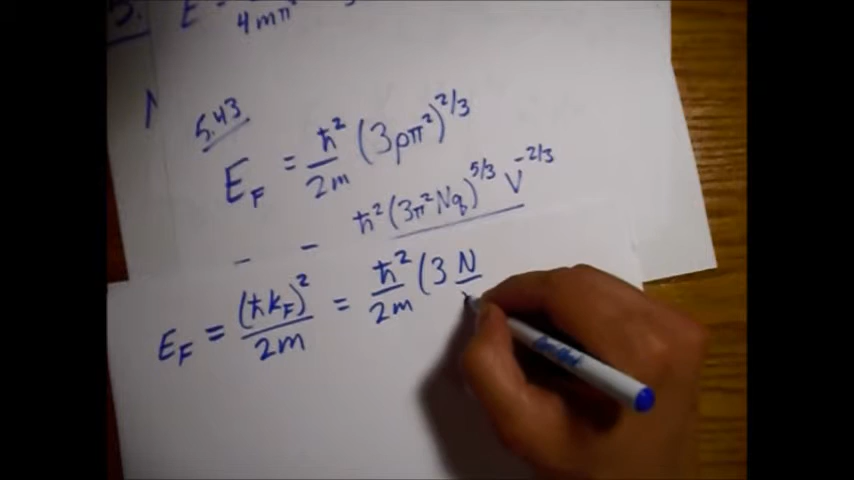 E
4mπ²
5.43
E_F = ħ²/2m (3ρπ²)^2/3
ħ²(3π²Nq)^5/3 V^-2/3
E_F = (ħk_F)²/2m = ħ²/2m (3 N